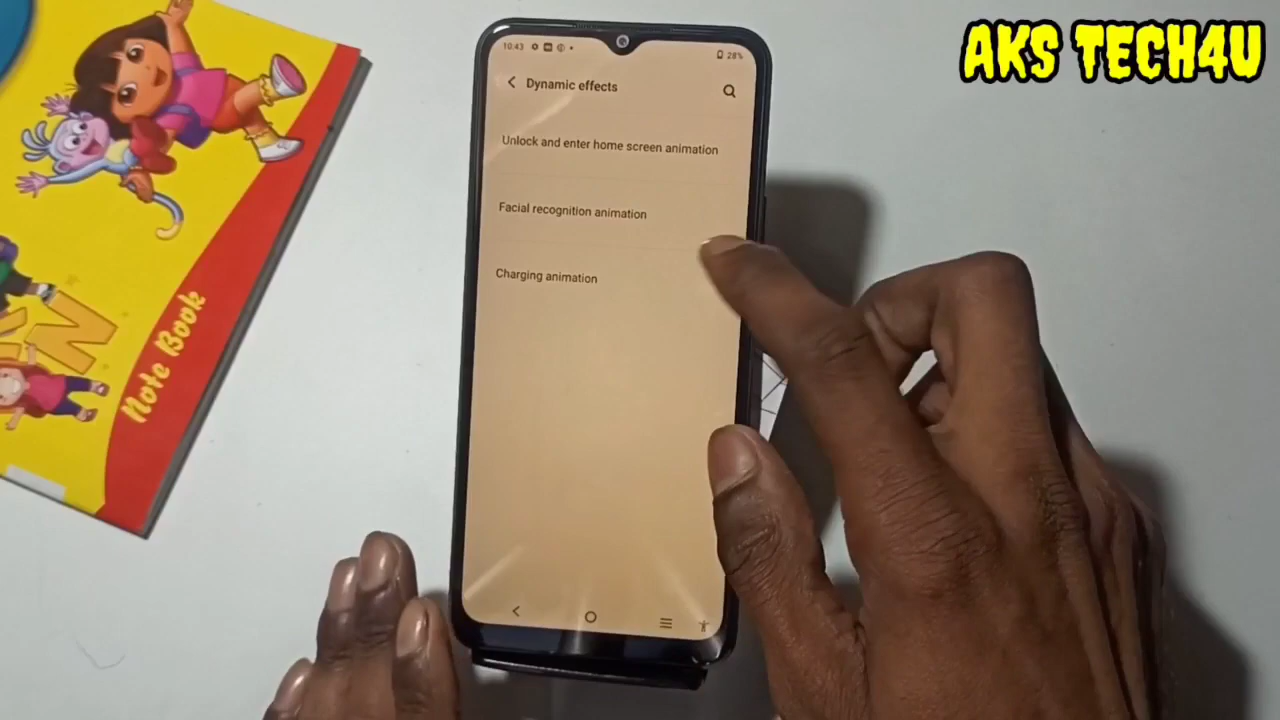 AKS TECH4U
10:43
28%
Dynamic effects
Unlock and enter home screen animation
Facial recognition animation
Charging animation
Note Book
N